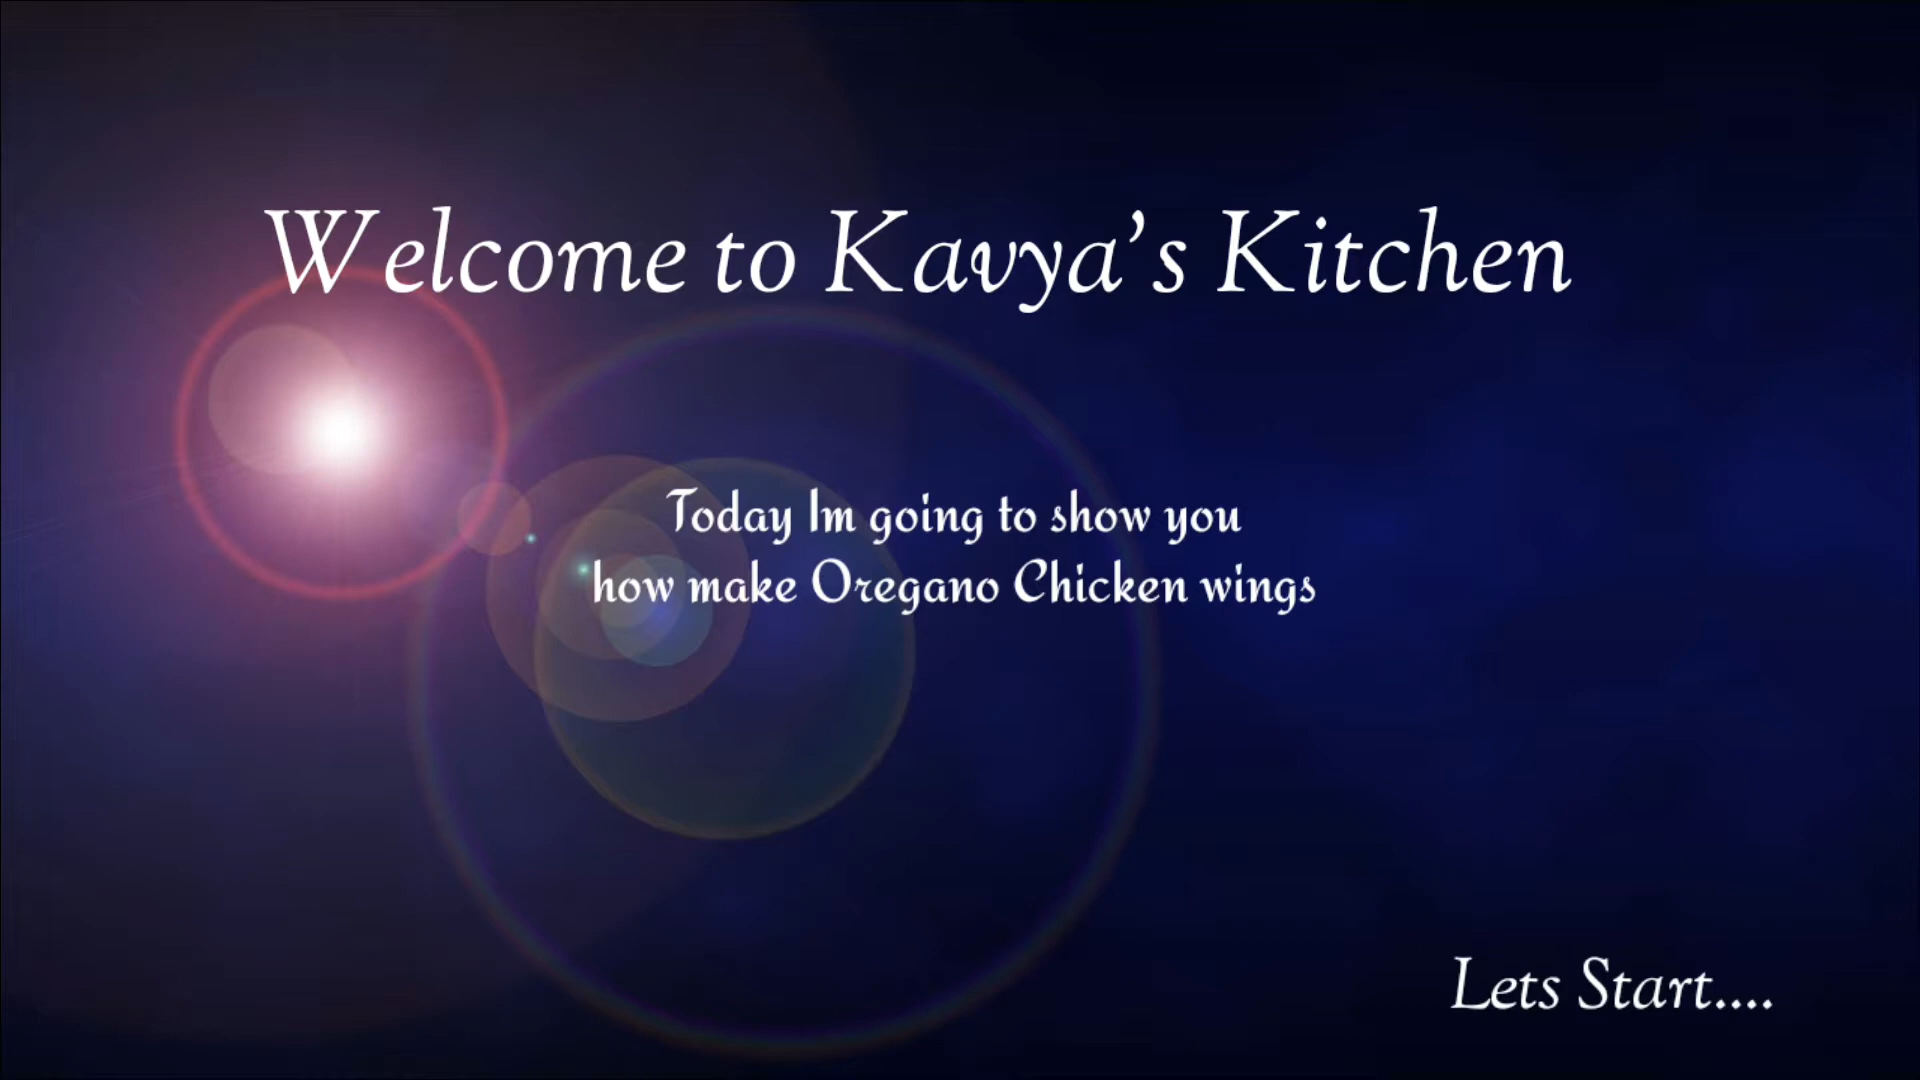 Welcome to Kavya's Kitchen
Today Im going to show you
how make Oregano Chicken wings
Lets Start....